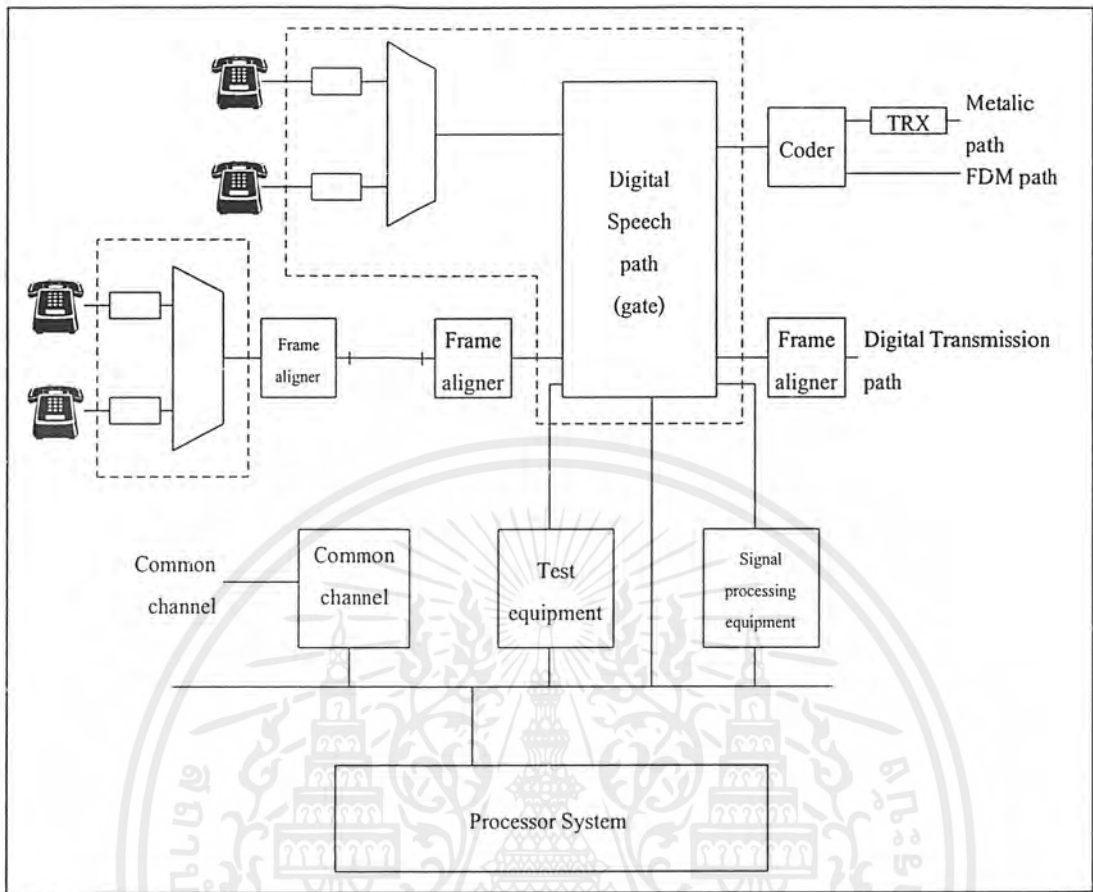 Digital
Speech
path
(gate)
Coder
TRX
Metalic
path
FDM path
Frame
aligner
Frame
aligner
Frame
aligner
Digital Transmission
path
Common
channel
Common
channel
Test
equipment
Signal
processing
equipment
Processor System